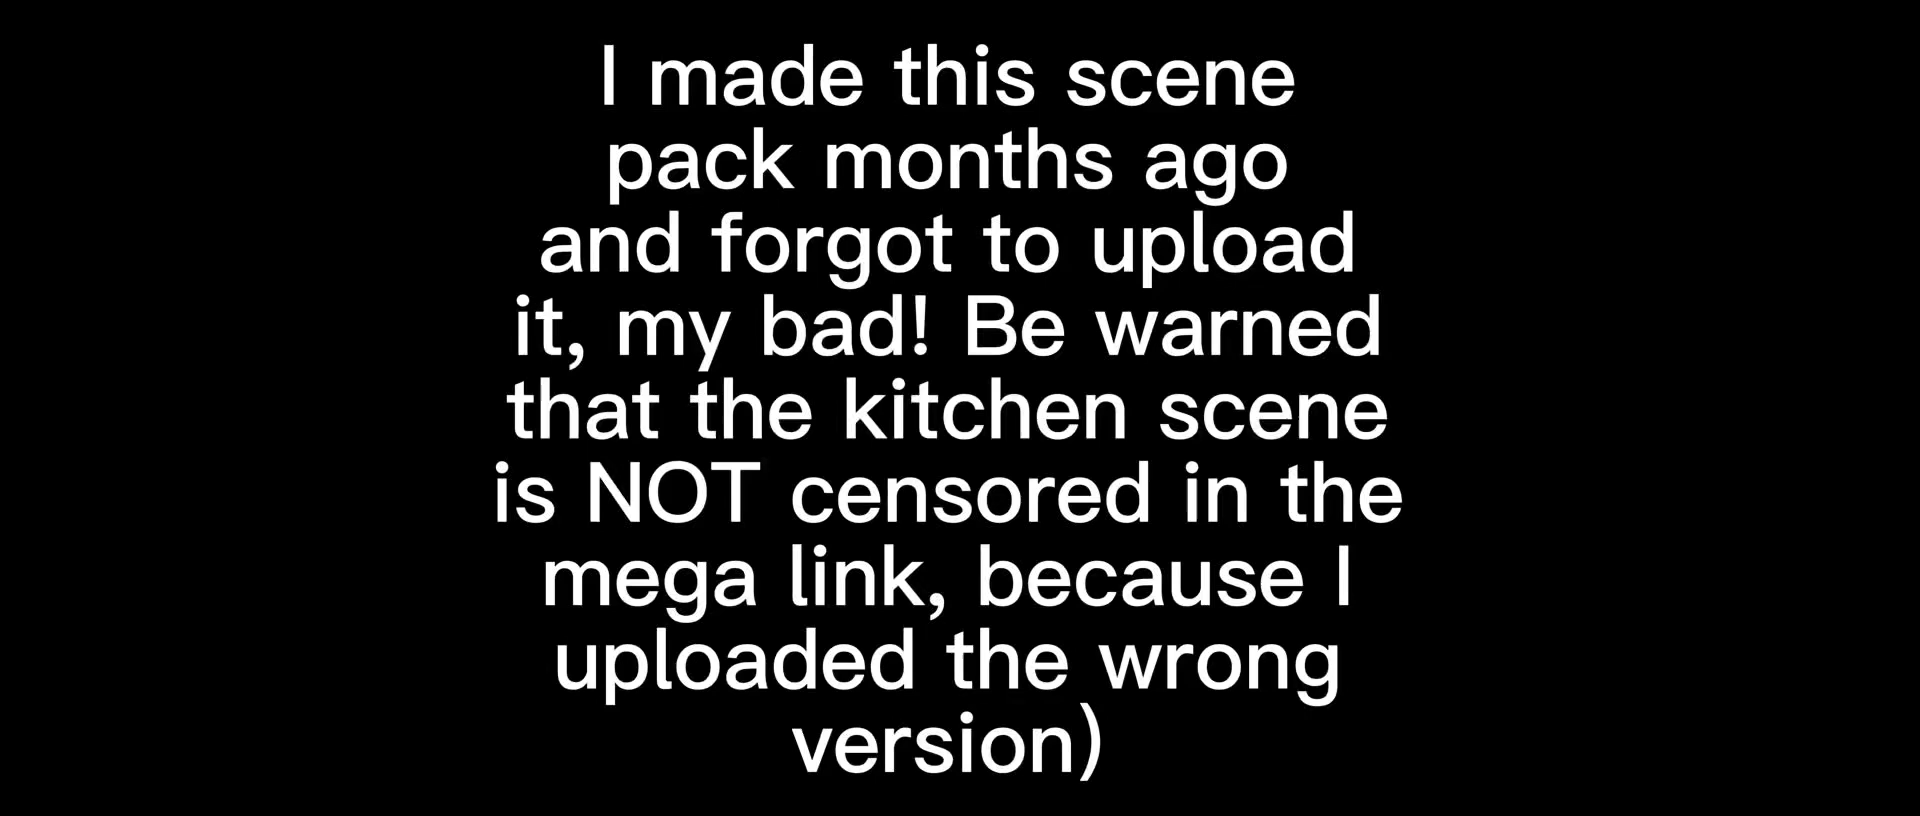 I made this scene
pack months ago
and forgot to upload
it, my bad! Be warned
that the kitchen scene
is NOT censored in the
mega link, because I
uploaded the wrong
version)